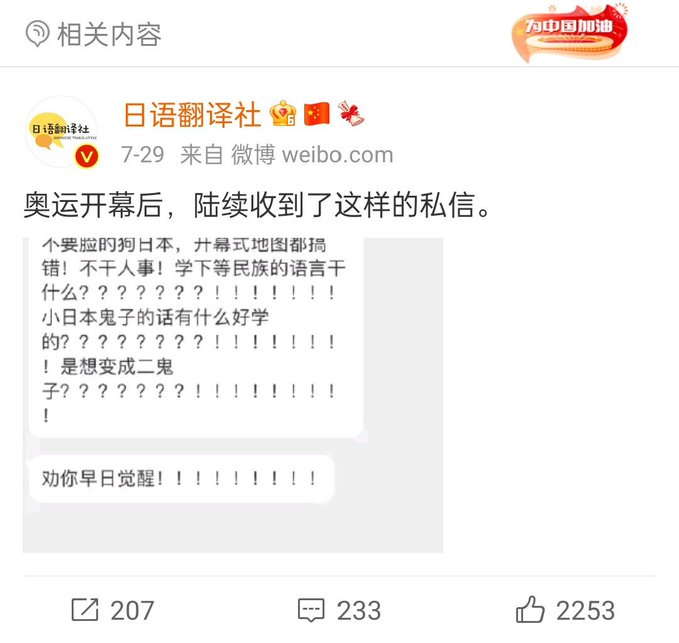 相关内容
为中国加油
日语翻译社
日语翻译社
JAPANESE TRANSLATION
7-29 来自 微博 weibo.com
奥运开幕后，陆续收到了这样的私信。
不要脸的狗日本，开幕式地图都搞
错！不干人事！学下等民族的语言干
什么？？？？？？？！！！！！！！
小日本鬼子的话有什么好学
的？？？？？？？？！！！！！！！
！是想变成二鬼
子？？？？？？？！！！！！！！！
！
劝你早日觉醒！！！！！！！！！
207 233 2253